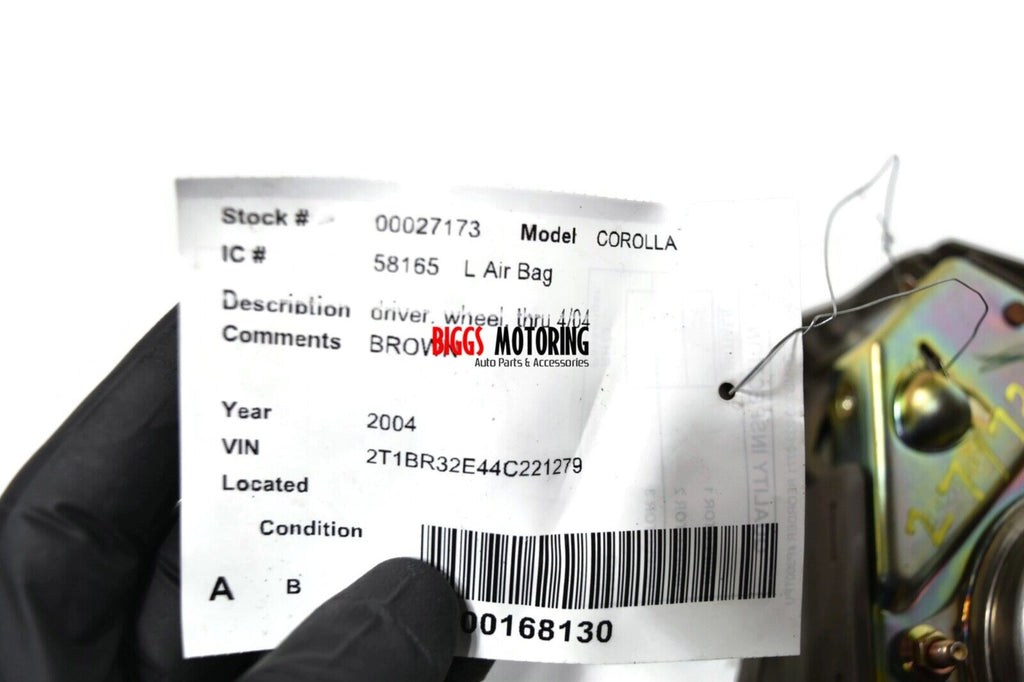 Stock # 00027173 Model COROLLA
IC # 58165 L Air Bag
Description driver, wheel, thru 4/04
Comments BROWN
BIGGS MOTORING
Auto Parts & Accessories
Year 2004
VIN 2T1BR32E44C221279
Located
Condition
A B
00168130
27173